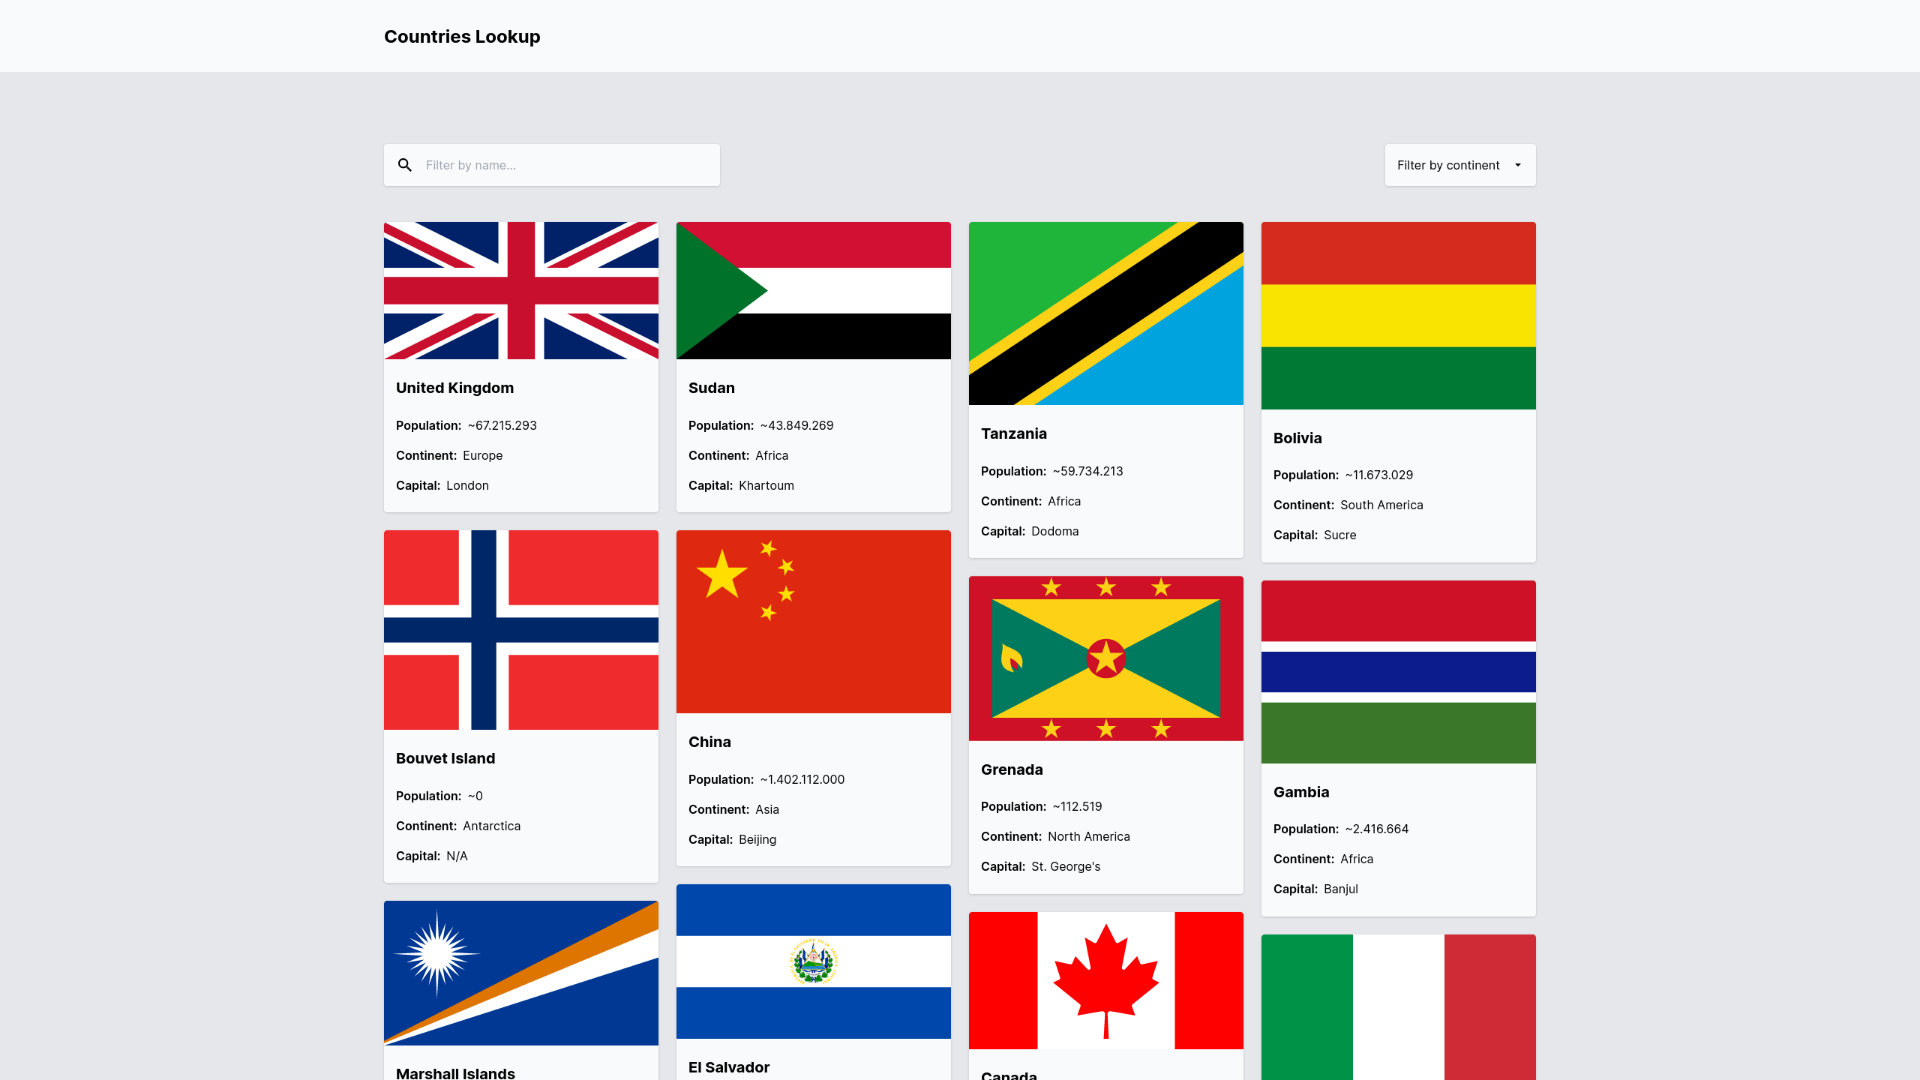 Countries Lookup
Filter by name...
Filter by continent
United Kingdom
Population: ~67.215.293
Continent: Europe
Capital: London
Sudan
Population: ~43.849.269
Continent: Africa
Capital: Khartoum
Tanzania
Population: ~59.734.213
Continent: Africa
Capital: Dodoma
Bolivia
Population: ~11.673.029
Continent: South America
Capital: Sucre
Bouvet Island
Population: ~0
Continent: Antarctica
Capital: N/A
China
Population: ~1.402.112.000
Continent: Asia
Capital: Beijing
Grenada
Population: ~112.519
Continent: North America
Capital: St. George's
Gambia
Population: ~2.416.664
Continent: Africa
Capital: Banjul
Marshall Islands
El Salvador
Canada